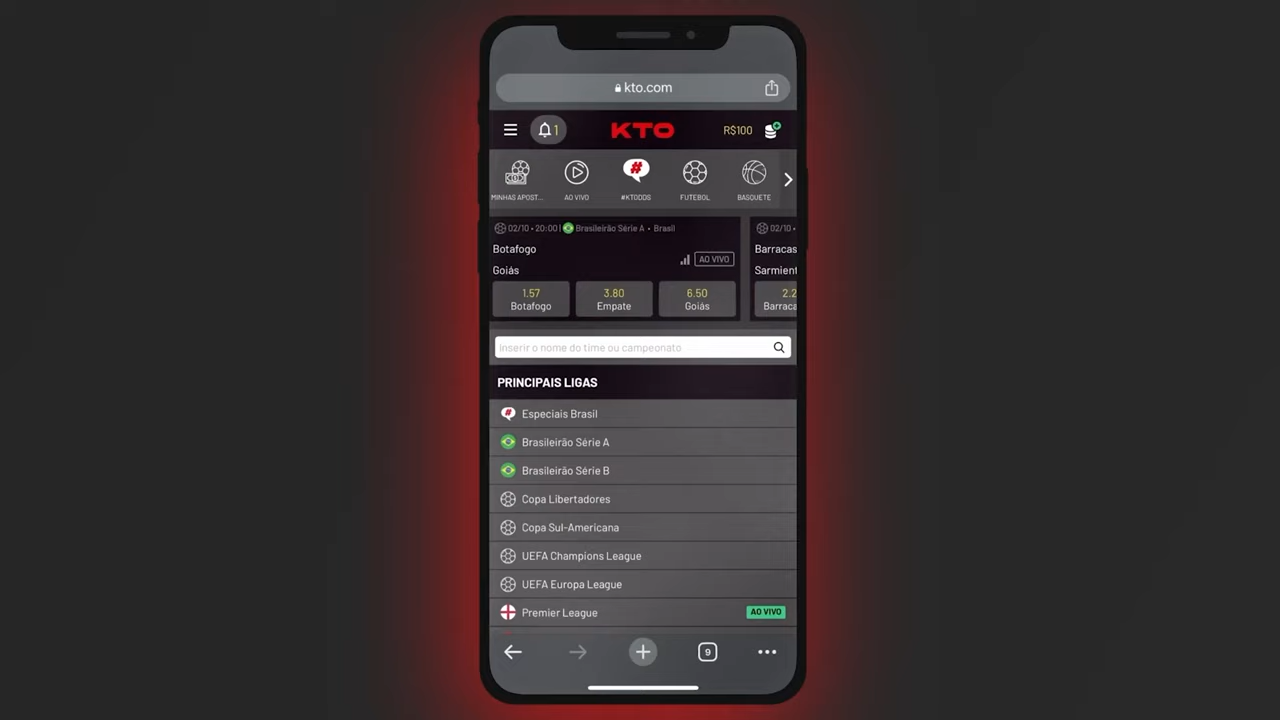 kto.com
1
KTO
R$100
MINHAS APOST...
AO VIVO
#KTODDS
FUTEBOL
BASQUETE
02/10 • 20:00 | Brasileirão Série A • Brasil
Botafogo
AO VIVO
Goiás
1.57
Botafogo
3.80
Empate
6.50
Goiás
02/10 •
Barracas
Sarmient
2.2
Barraca
Inserir o nome do time ou campeonato
PRINCIPAIS LIGAS
# Especiais Brasil
Brasileirão Série A
Brasileirão Série B
Copa Libertadores
Copa Sul-Americana
UEFA Champions League
UEFA Europa League
Premier League AO VIVO
9